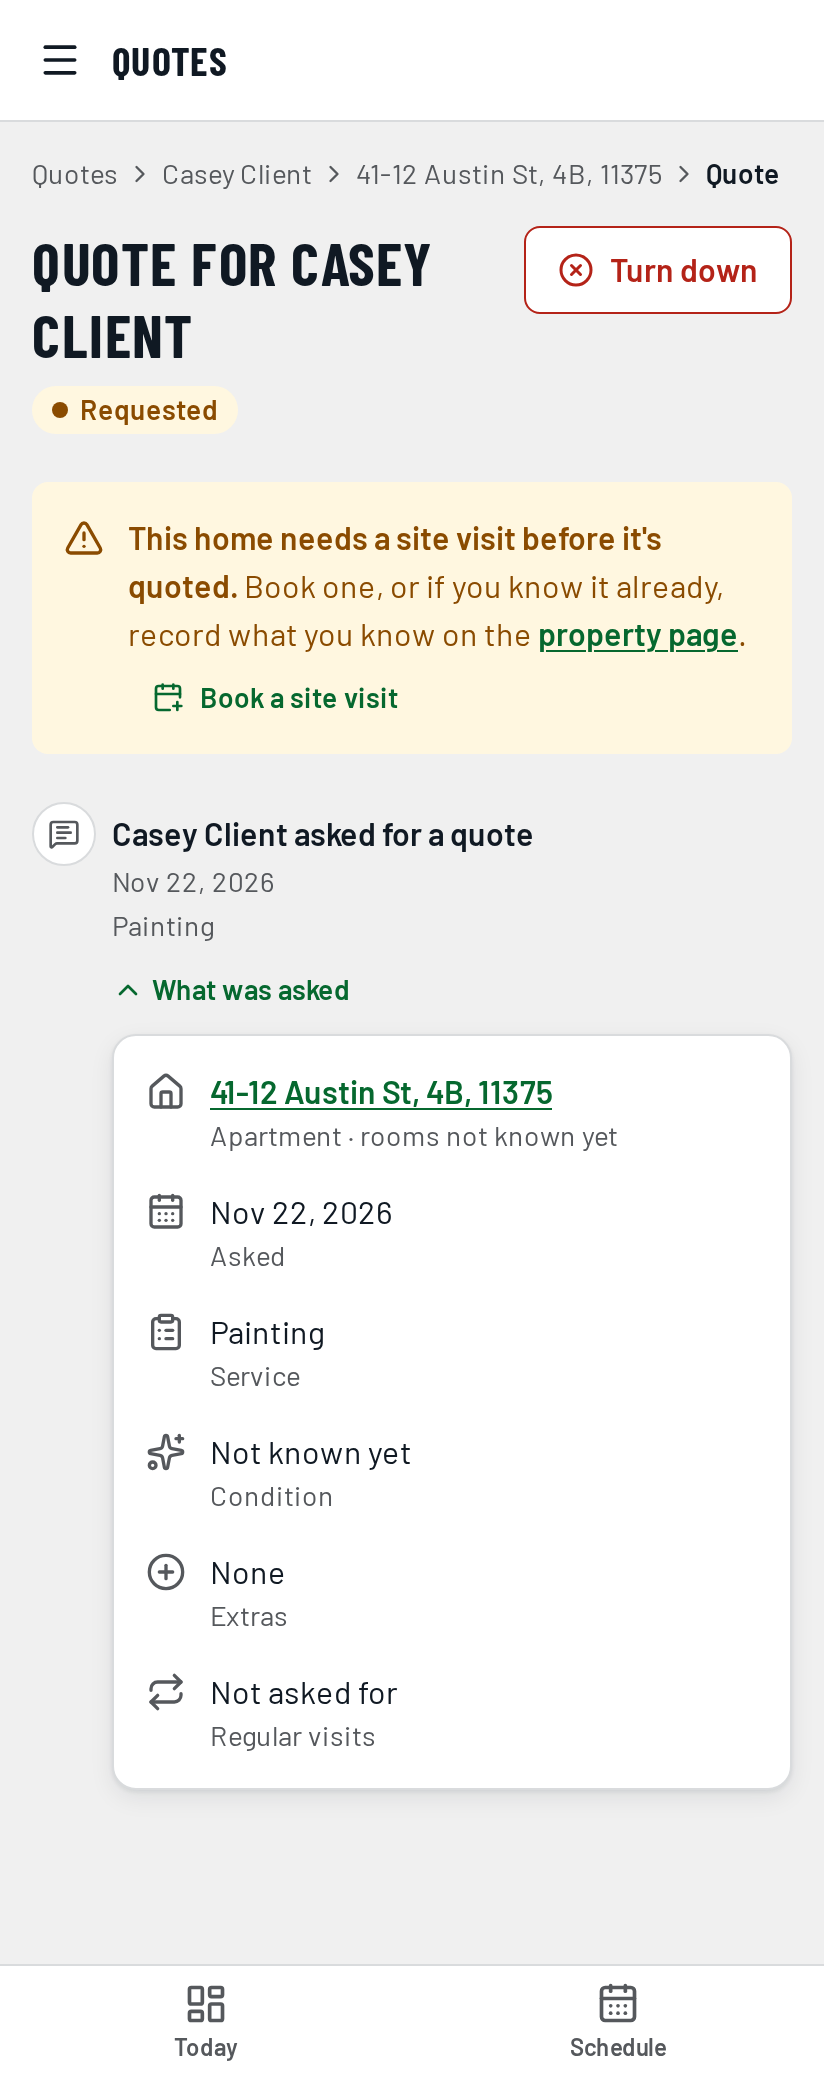 QUOTES
Quotes > Casey Client > 41-12 Austin St, 4B, 11375 > Quote
QUOTE FOR CASEY
CLIENT
Turn down
Requested
This home needs a site visit before it's
quoted. Book one, or if you know it already,
record what you know on the property page.
Book a site visit
Casey Client asked for a quote
Nov 22, 2026
Painting
What was asked
41-12 Austin St, 4B, 11375
Apartment · rooms not known yet
Nov 22, 2026
Asked
Painting
Service
Not known yet
Condition
None
Extras
Not asked for
Regular visits
Today
Schedule